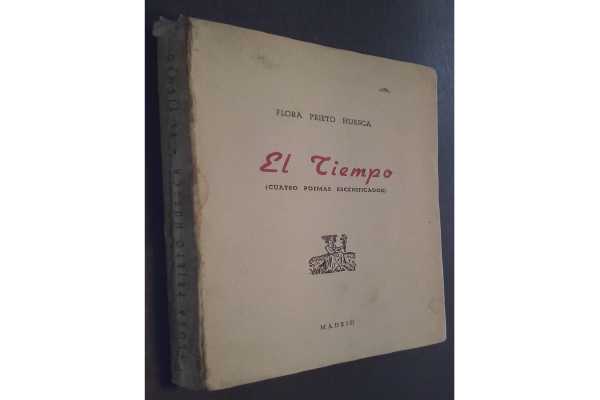 FLORA PRIETO HUESCA
El Tiempo
(CUATRO POEMAS ESCENIFICADOS)
MADRID
FLORA PRIETO HUESCA - EL TIEMPO